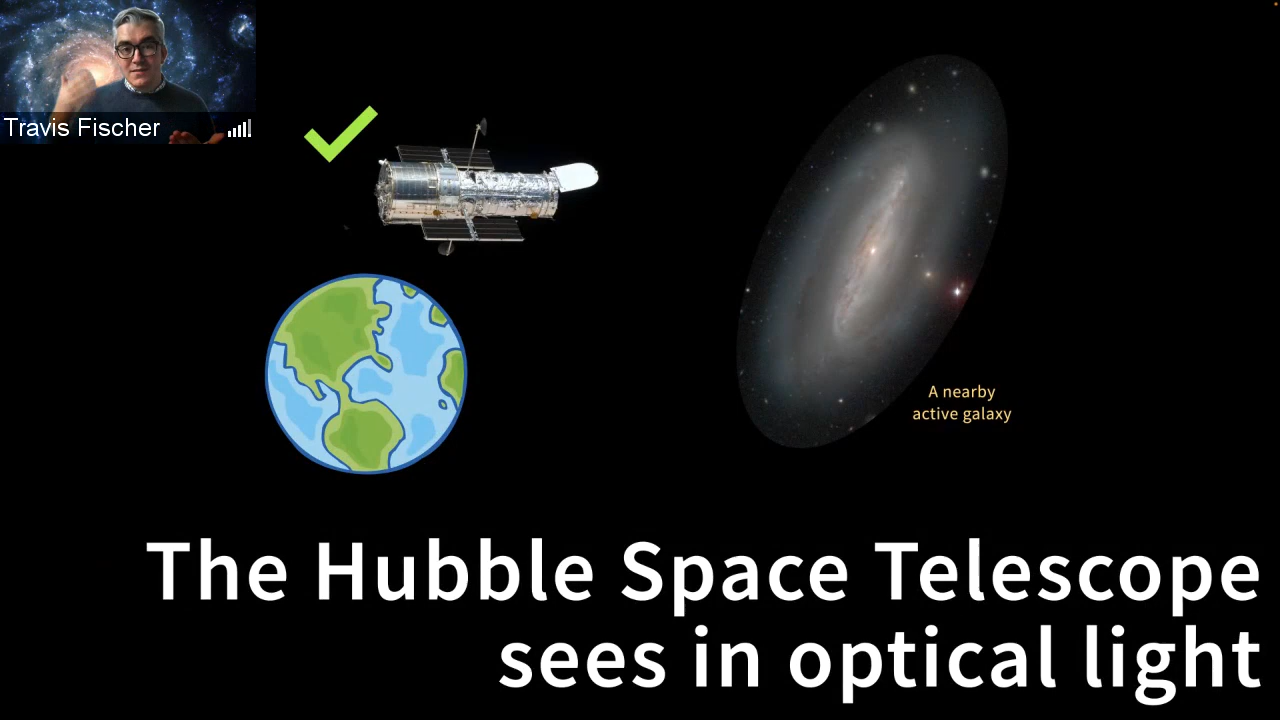 Travis Fischer
A nearby
active galaxy
The Hubble Space Telescope
sees in optical light